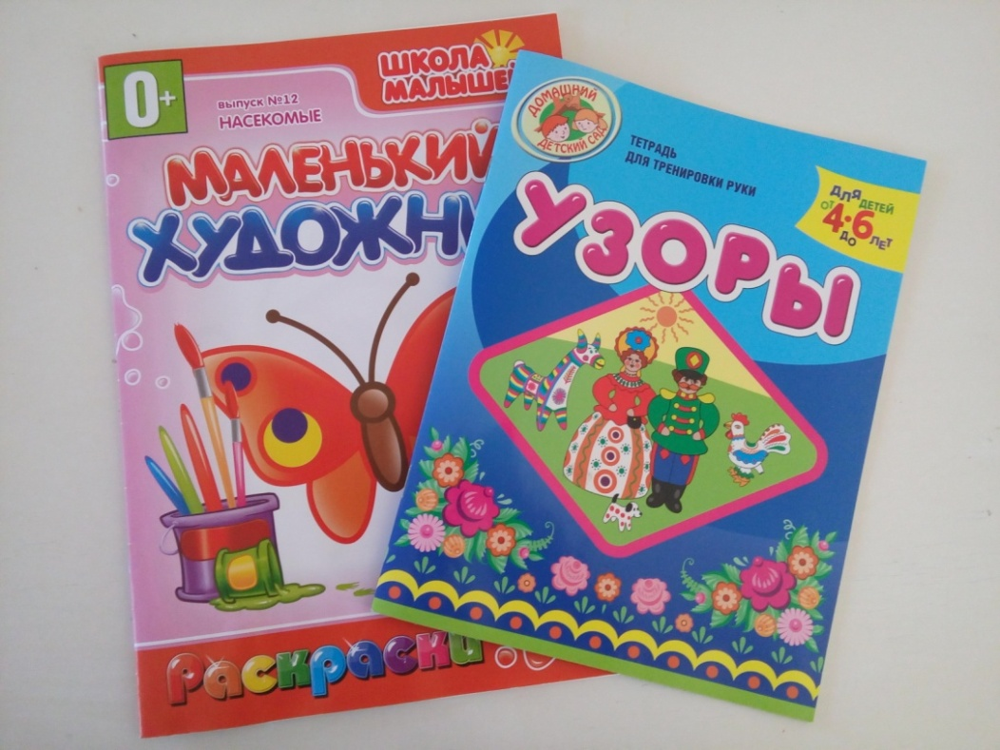 0+
ШКОЛА
МАЛЫШЕЙ
выпуск №12
НАСЕКОМЫЕ
МАЛЕНЬКИЙ
ХУДОЖНИ
Раскраски
ДОМАШНИЙ
ДЕТСКИЙ САД
ТЕТРАДЬ
ДЛЯ ТРЕНИРОВКИ РУКИ
ДЛЯ ДЕТЕЙ
ОТ 4-6 ЛЕТ
ДО
УЗОРЫ